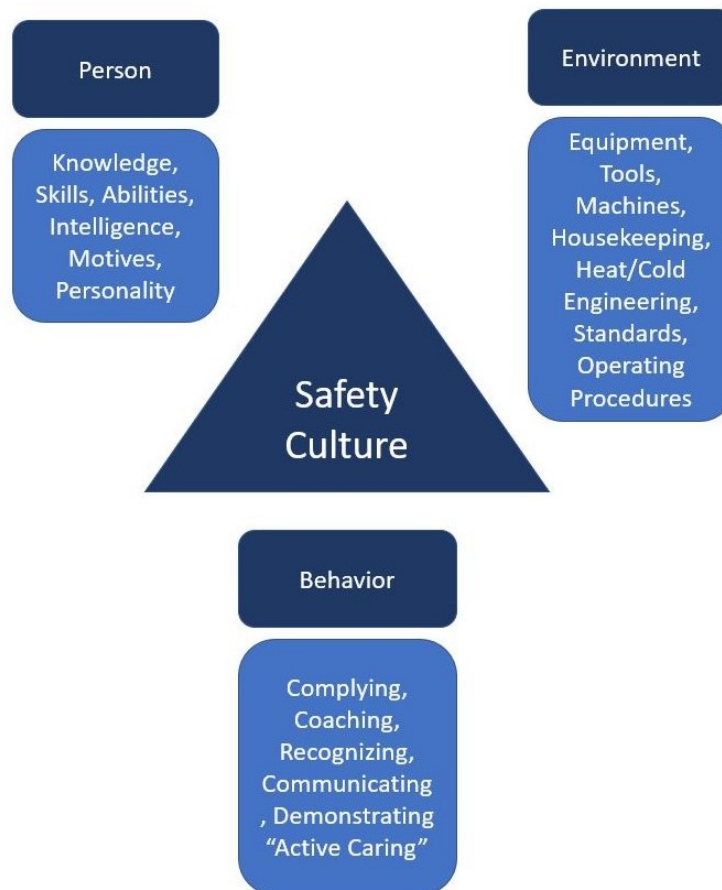 Person
Knowledge,
Skills, Abilities,
Intelligence,
Motives,
Personality
Environment
Equipment,
Tools,
Machines,
Housekeeping,
Heat/Cold
Engineering,
Standards,
Operating
Procedures
Safety
Culture
Behavior
Complying,
Coaching,
Recognizing,
Communicating
, Demonstrating
“Active Caring”